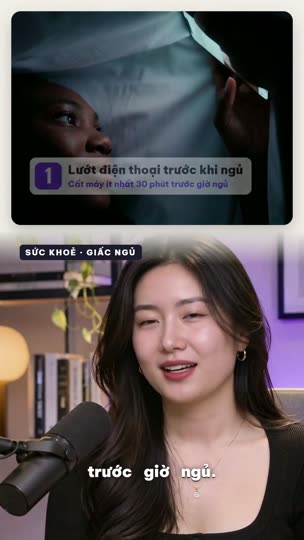 1
Lướt điện thoại trước khi ngủ
Cất máy ít nhất 30 phút trước giờ ngủ
SỨC KHOẺ · GIẤC NGỦ
trước giờ ngủ.